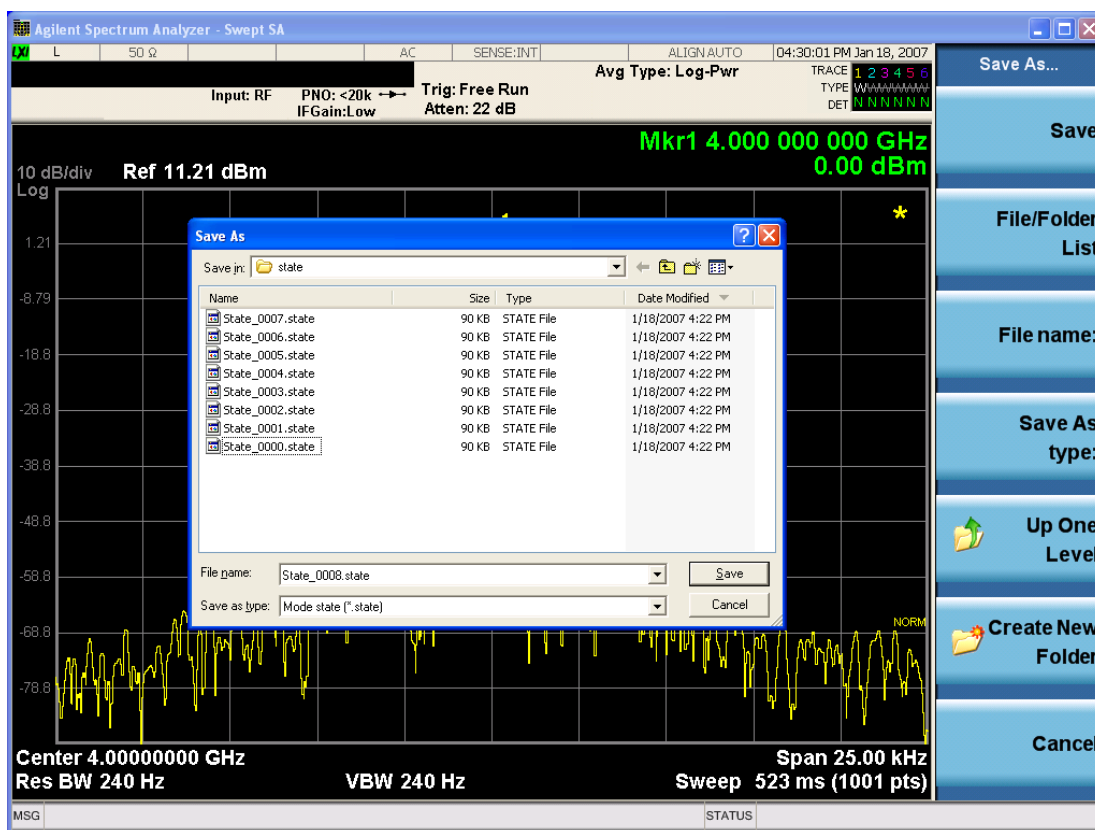 Agilent Spectrum Analyzer - Swept SA
LXI L 50 Ω AC SENSE:INT ALIGN AUTO 04:30:01 PM Jan 18, 2007
Input: RF PNO: <20k IFGain:Low
Trig: Free Run
Atten: 22 dB
Avg Type: Log-Pwr
TRACE 1 2 3 4 5 6
TYPE WWWWWW
DET N N N N N N
Mkr1 4.000 000 000 GHz
0.00 dBm
10 dB/div Ref 11.21 dBm
Log
1.21
-8.79
-18.8
-28.8
-38.8
-48.8
-58.8
-68.8
-78.8
Save As
Save in: state
Name Size Type Date Modified
State_0007.state 90 KB STATE File 1/18/2007 4:22 PM
State_0006.state 90 KB STATE File 1/18/2007 4:22 PM
State_0005.state 90 KB STATE File 1/18/2007 4:22 PM
State_0004.state 90 KB STATE File 1/18/2007 4:22 PM
State_0003.state 90 KB STATE File 1/18/2007 4:22 PM
State_0002.state 90 KB STATE File 1/18/2007 4:22 PM
State_0001.state 90 KB STATE File 1/18/2007 4:22 PM
State_0000.state 90 KB STATE File 1/18/2007 4:22 PM
File name: State_0008.state Save
Save as type: Mode state (*.state) Cancel
NORM
Center 4.00000000 GHz Span 25.00 kHz
Res BW 240 Hz VBW 240 Hz Sweep 523 ms (1001 pts)
MSG STATUS
Save As...
Save
File/Folder
List
File name:
Save As
type:
Up One
Level
Create New
Folder
Cancel